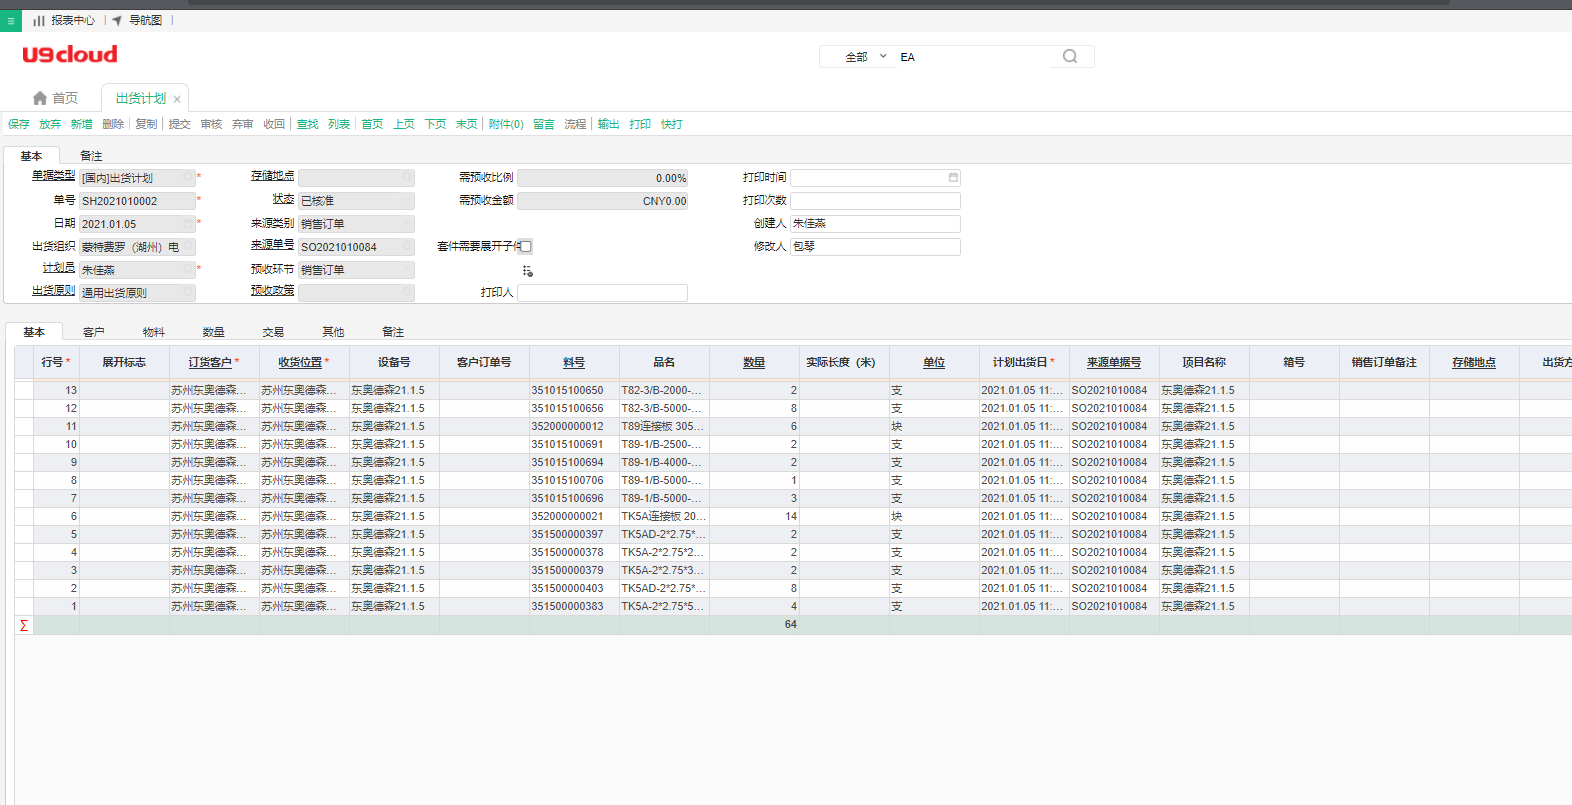 报表中心 | 导航图 |
U9cloud
全部 EA
首页 出货计划 ×
保存 放弃 新增 删除 复制 提交 审核 弃审 收回 查找 列表 首页 上页 下页 末页 附件(0) 留言 流程 输出 打印 快打
基本 备注
单据类型 [国内]出货计划 * 存储地点 需预收比例 0.00% 打印时间
单号 SH2021010002 * 状态 已核准 需预收金额 CNY0.00 打印次数
日期 2021.01.05 * 来源类别 销售订单 创建人 朱佳燕
出货组织 蒙特费罗（湖州）电 来源单号 SO2021010084 套件需要展开子件 修改人 包琴
计划员 朱佳燕 * 预收环节 销售订单
出货原则 通用出货原则 预收政策 打印人
基本 客户 物料 数量 交易 其他 备注
行号* 展开标志 订货客户* 收货位置* 设备号 客户订单号 料号 品名 数量 实际长度（米） 单位 计划出货日* 来源单据号 项目名称 箱号 销售订单备注 存储地点 出货方
13 苏州东奥德森... 苏州东奥德森... 东奥德森21.1.5 351015100650 T82-3/B-2000-... 2 支 2021.01.05 11:... SO2021010084 东奥德森21.1.5
12 苏州东奥德森... 苏州东奥德森... 东奥德森21.1.5 351015100656 T82-3/B-5000-... 8 支 2021.01.05 11:... SO2021010084 东奥德森21.1.5
11 苏州东奥德森... 苏州东奥德森... 东奥德森21.1.5 352000000012 T89连接板 305... 6 块 2021.01.05 11:... SO2021010084 东奥德森21.1.5
10 苏州东奥德森... 苏州东奥德森... 东奥德森21.1.5 351015100691 T89-1/B-2500-... 2 支 2021.01.05 11:... SO2021010084 东奥德森21.1.5
9 苏州东奥德森... 苏州东奥德森... 东奥德森21.1.5 351015100694 T89-1/B-4000-... 2 支 2021.01.05 11:... SO2021010084 东奥德森21.1.5
8 苏州东奥德森... 苏州东奥德森... 东奥德森21.1.5 351015100706 T89-1/B-5000-... 1 支 2021.01.05 11:... SO2021010084 东奥德森21.1.5
7 苏州东奥德森... 苏州东奥德森... 东奥德森21.1.5 351015100696 T89-1/B-5000-... 3 支 2021.01.05 11:... SO2021010084 东奥德森21.1.5
6 苏州东奥德森... 苏州东奥德森... 东奥德森21.1.5 352000000021 TK5A连接板 20... 14 块 2021.01.05 11:... SO2021010084 东奥德森21.1.5
5 苏州东奥德森... 苏州东奥德森... 东奥德森21.1.5 351500000397 TK5AD-2*2.75*... 2 支 2021.01.05 11:... SO2021010084 东奥德森21.1.5
4 苏州东奥德森... 苏州东奥德森... 东奥德森21.1.5 351500000378 TK5A-2*2.75*2... 2 支 2021.01.05 11:... SO2021010084 东奥德森21.1.5
3 苏州东奥德森... 苏州东奥德森... 东奥德森21.1.5 351500000379 TK5A-2*2.75*3... 2 支 2021.01.05 11:... SO2021010084 东奥德森21.1.5
2 苏州东奥德森... 苏州东奥德森... 东奥德森21.1.5 351500000403 TK5AD-2*2.75*... 8 支 2021.01.05 11:... SO2021010084 东奥德森21.1.5
1 苏州东奥德森... 苏州东奥德森... 东奥德森21.1.5 351500000383 TK5A-2*2.75*5... 4 支 2021.01.05 11:... SO2021010084 东奥德森21.1.5
Σ 64